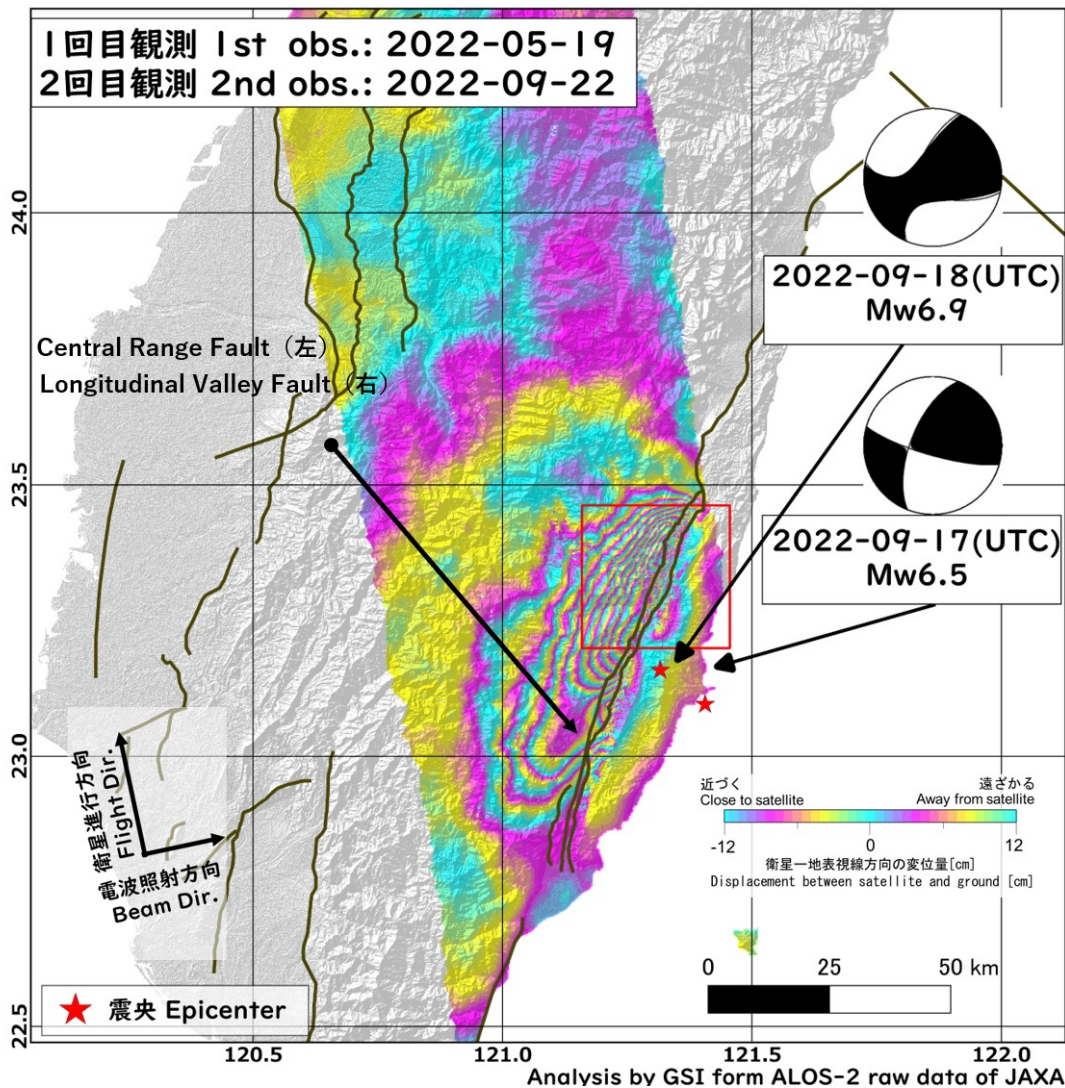 1回目観測 1st obs.: 2022-05-19
2回目観測 2nd obs.: 2022-09-22
24.0
23.5
23.0
22.5
2022-09-18(UTC)
Mw6.9
Central Range Fault（左）
Longitudinal Valley Fault（右）
2022-09-17(UTC)
Mw6.5
衛星進行方向
Flight Dir.
電波照射方向
Beam Dir.
近づく
Close to satellite
遠ざかる
Away from satellite
-12 0 12
衛星－地表視線方向の変位量[cm]
Displacement between satellite and ground [cm]
0 25 50 km
震央 Epicenter
120.5 121.0 121.5 122.0
Analysis by GSI form ALOS-2 raw data of JAXA